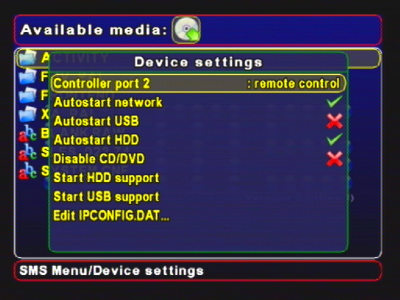 Available media:
Device settings
Controller port 2 : remote control
Autostart network
Autostart USB
Autostart HDD
Disable CD/DVD
Start HDD support
Start USB support
Edit IPCONFIG.DAT...
SMS Menu/Device settings